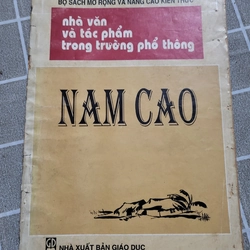 BỘ SÁCH MỞ RỘNG VÀ NÂNG CAO KIẾN THỨC
nhà văn
và tác phẩm
trong trường phổ thông
NAM CAO
NHÀ XUẤT BẢN GIÁO DỤC